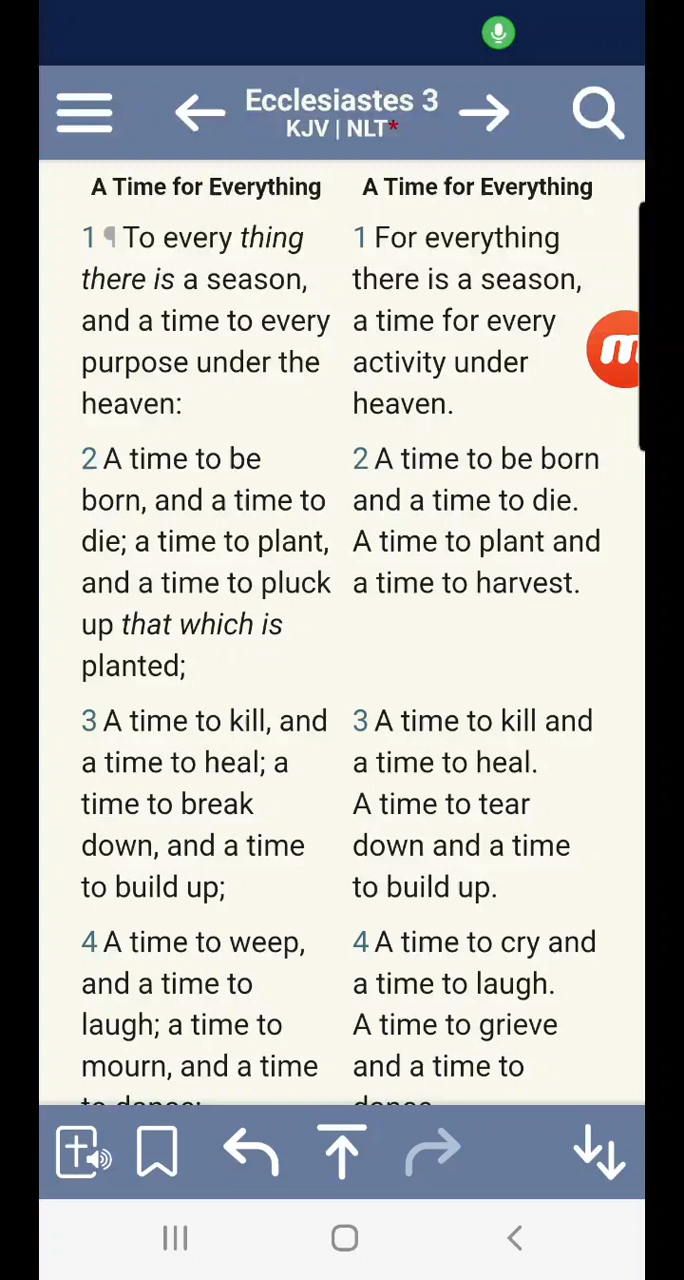 Ecclesiastes 3
KJV | NLT*
A Time for Everything
1 ¶ To every thing
there is a season,
and a time to every
purpose under the
heaven:
2 A time to be
born, and a time to
die; a time to plant,
and a time to pluck
up that which is
planted;
3 A time to kill, and
a time to heal; a
time to break
down, and a time
to build up;
4 A time to weep,
and a time to
laugh; a time to
mourn, and a time
to dance;
A Time for Everything
1 For everything
there is a season,
a time for every
activity under
heaven.
2 A time to be born
and a time to die.
A time to plant and
a time to harvest.
3 A time to kill and
a time to heal.
A time to tear
down and a time
to build up.
4 A time to cry and
a time to laugh.
A time to grieve
and a time to
dance.